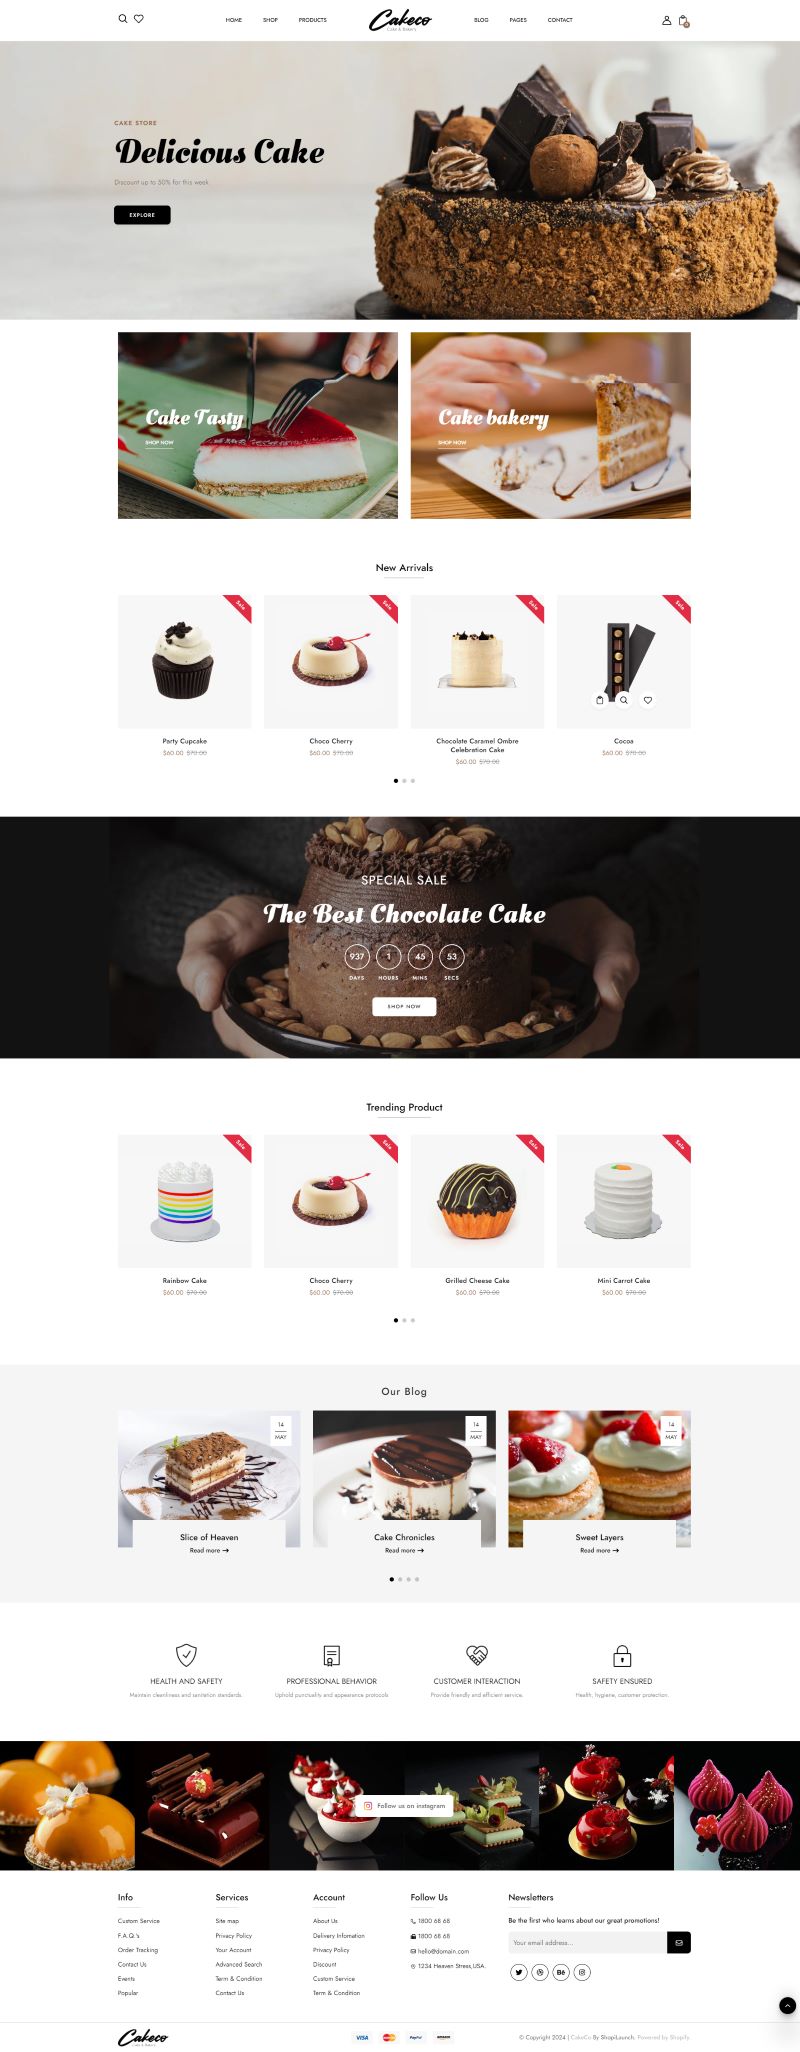 HOME
SHOP
PRODUCTS
Cakeco
Cake & Bakery
BLOG
PAGES
CONTACT
CAKE STORE
Delicious Cake
Discount up to 50% for this week
EXPLORE
Cake Tasty
SHOP NOW
Cake bakery
SHOP NOW
New Arrivals
Sale
Sale
Sale
Sale
Party Cupcake
$60.00 $70.00
Choco Cherry
$60.00 $70.00
Chocolate Caramel Ombre
Celebration Cake
$60.00 $70.00
Cocoa
$60.00 $70.00
SPECIAL SALE
The Best Chocolate Cake
937
1
45
53
DAYS
HOURS
MINS
SECS
SHOP NOW
Trending Product
Sale
Sale
Sale
Sale
Rainbow Cake
$60.00 $70.00
Choco Cherry
$60.00 $70.00
Grilled Cheese Cake
$60.00 $70.00
Mini Carrot Cake
$60.00 $70.00
Our Blog
14
MAY
14
MAY
14
MAY
Slice of Heaven
Read more
Cake Chronicles
Read more
Sweet Layers
Read more
HEALTH AND SAFETY
Maintain cleanliness and sanitation standards.
PROFESSIONAL BEHAVIOR
Uphold punctuality and appearance protocols
CUSTOMER INTERACTION
Provide friendly and efficient service.
SAFETY ENSURED
Health, hygiene, customer protection.
Follow us on instagram
Info
Custom Service
F.A.Q.'s
Order Tracking
Contact Us
Events
Popular
Services
Site map
Privacy Policy
Your Account
Advanced Search
Term & Condition
Contact Us
Account
About Us
Delivery Infomation
Privacy Policy
Discount
Custom Service
Term & Condition
Follow Us
1800 68 68
1800 68 68
hello@domain.com
1234 Heaven Stress,USA.
Newsletters
Be the first who learns about our great promotions!
Your email address...
Bē
Cakeco
Cake & Bakery
VISA
MasterCard
PayPal
amazon
© Copyright 2024 | CakeCo By ShopiLaunch. Powered by Shopify.